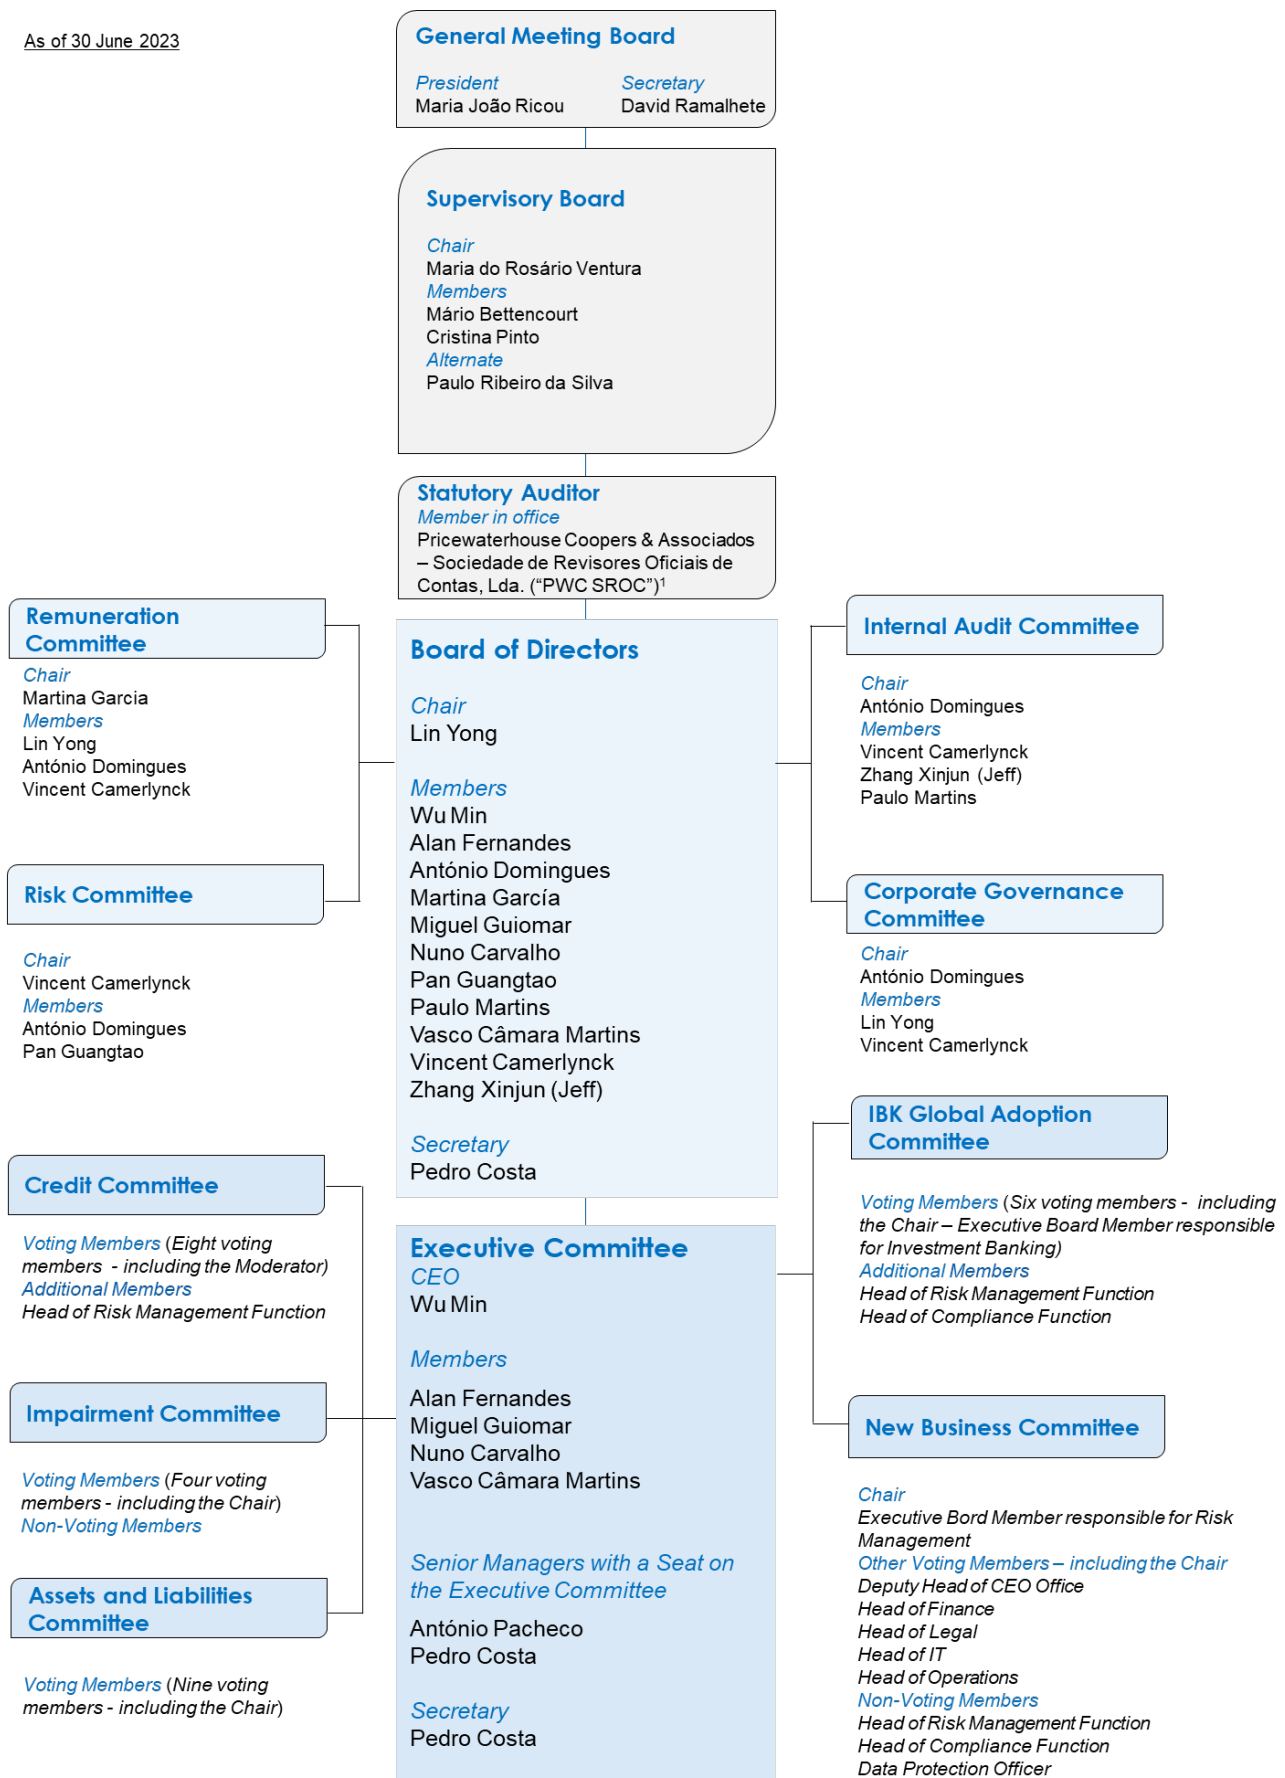 As of 30 June 2023
General Meeting Board
President
Secretary
Maria João Ricou
David Ramalhete
Supervisory Board
Chair
Maria do Rosário Ventura
Members
Mário Bettencourt
Cristina Pinto
Alternate
Paulo Ribeiro da Silva
Statutory Auditor
Member in office
Pricewaterhouse Coopers & Associados
– Sociedade de Revisores Oficiais de
Contas, Lda. (“PWC SROC”)¹
Remuneration
Committee
Chair
Martina Garcia
Members
Lin Yong
António Domingues
Vincent Camerlynck
Risk Committee
Chair
Vincent Camerlynck
Members
António Domingues
Pan Guangtao
Board of Directors
Chair
Lin Yong
Members
Wu Min
Alan Fernandes
António Domingues
Martina García
Miguel Guiomar
Nuno Carvalho
Pan Guangtao
Paulo Martins
Vasco Câmara Martins
Vincent Camerlynck
Zhang Xinjun (Jeff)
Secretary
Pedro Costa
Internal Audit Committee
Chair
António Domingues
Members
Vincent Camerlynck
Zhang Xinjun (Jeff)
Paulo Martins
Corporate Governance
Committee
Chair
António Domingues
Members
Lin Yong
Vincent Camerlynck
Credit Committee
Voting Members (Eight voting
members - including the Moderator)
Additional Members
Head of Risk Management Function
Impairment Committee
Voting Members (Four voting
members - including the Chair)
Non-Voting Members
Assets and Liabilities
Committee
Voting Members (Nine voting
members - including the Chair)
Executive Committee
CEO
Wu Min
Members
Alan Fernandes
Miguel Guiomar
Nuno Carvalho
Vasco Câmara Martins
Senior Managers with a Seat on
the Executive Committee
António Pacheco
Pedro Costa
Secretary
Pedro Costa
IBK Global Adoption
Committee
Voting Members (Six voting members - including
the Chair – Executive Board Member responsible
for Investment Banking)
Additional Members
Head of Risk Management Function
Head of Compliance Function
New Business Committee
Chair
Executive Bord Member responsible for Risk
Management
Other Voting Members – including the Chair
Deputy Head of CEO Office
Head of Finance
Head of Legal
Head of IT
Head of Operations
Non-Voting Members
Head of Risk Management Function
Head of Compliance Function
Data Protection Officer